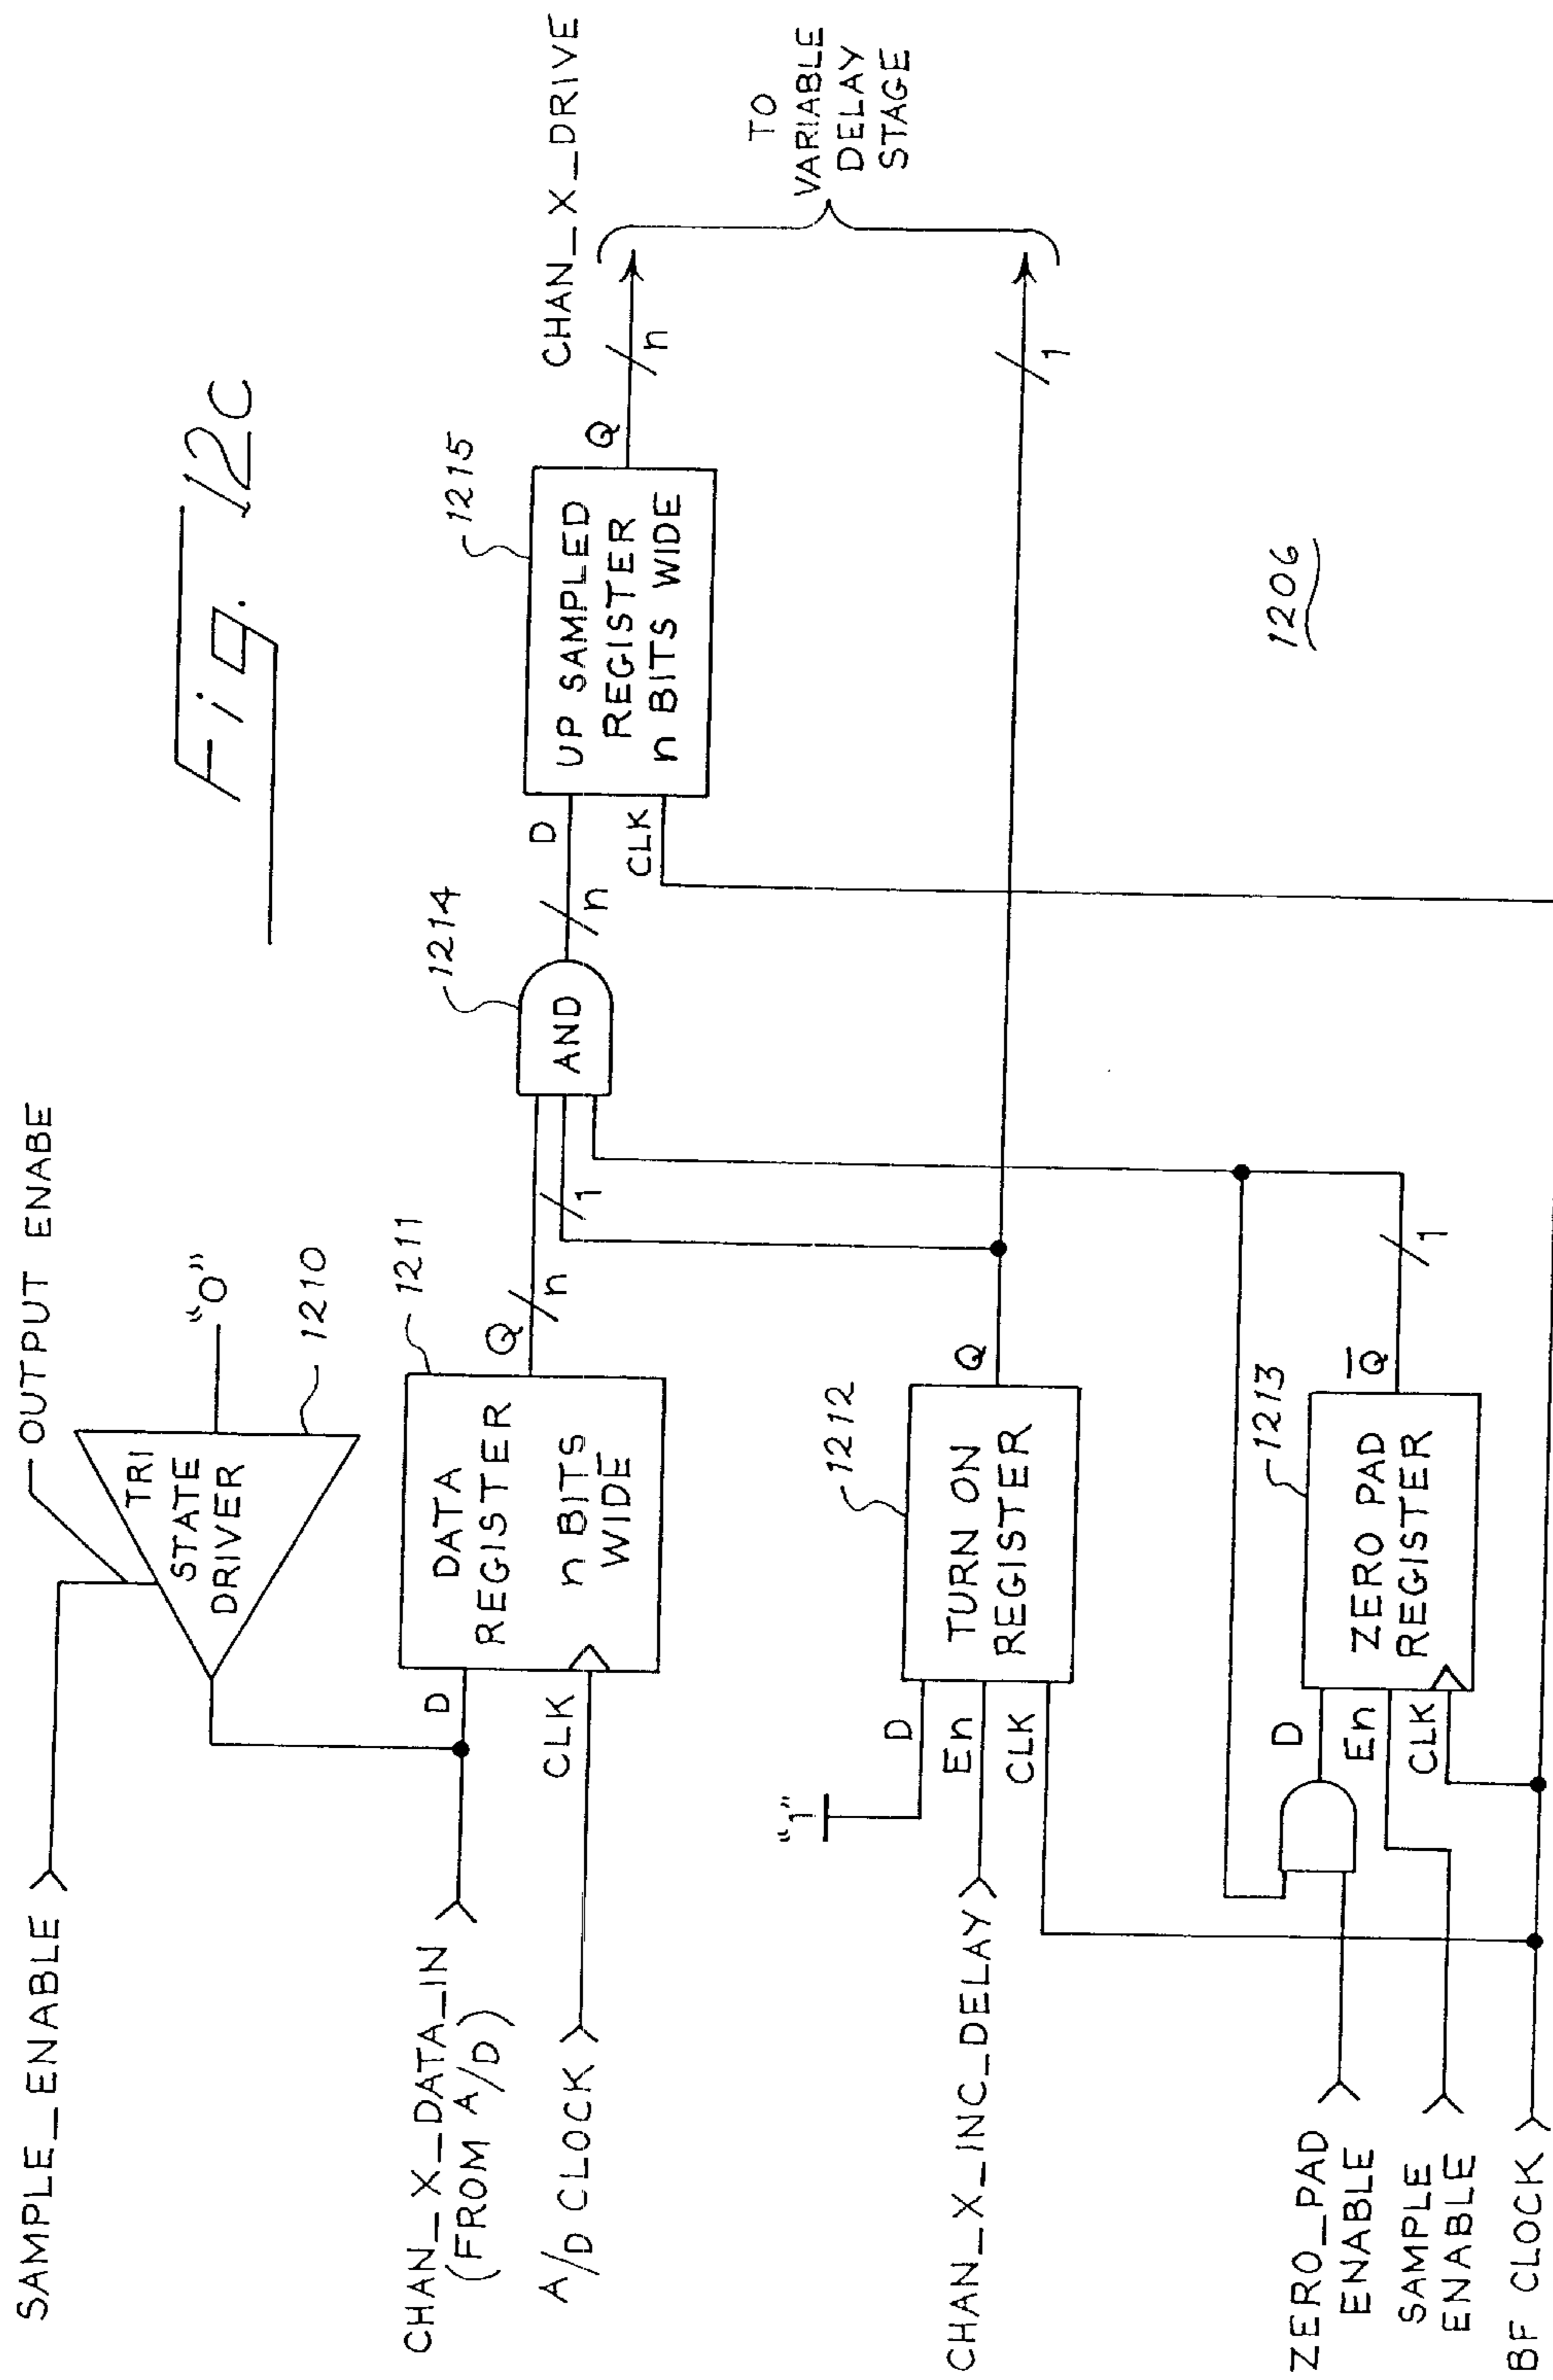 Fig. 12C
SAMPLE_ENABLE
OUTPUT ENABE
TRI
STATE
DRIVER
"0"
1210
CHAN_X_DATA_IN
(FROM A/D)
A/D CLOCK
D
CLK
DATA
REGISTER
n BITS
WIDE
1211
Q
n
1
AND
1214
n
D
CLK
UP SAMPLED
REGISTER
n BITS WIDE
1215
Q
n
CHAN_X_DRIVE
TO
VARIABLE
DELAY
STAGE
1
"1"
CHAN_X_INC_DELAY
D
En
CLK
TURN ON
REGISTER
1212
Q
ZERO_PAD
ENABLE
SAMPLE
ENABLE
BF CLOCK
D
En
CLK
ZERO PAD
REGISTER
1213
Q̅
1
1206